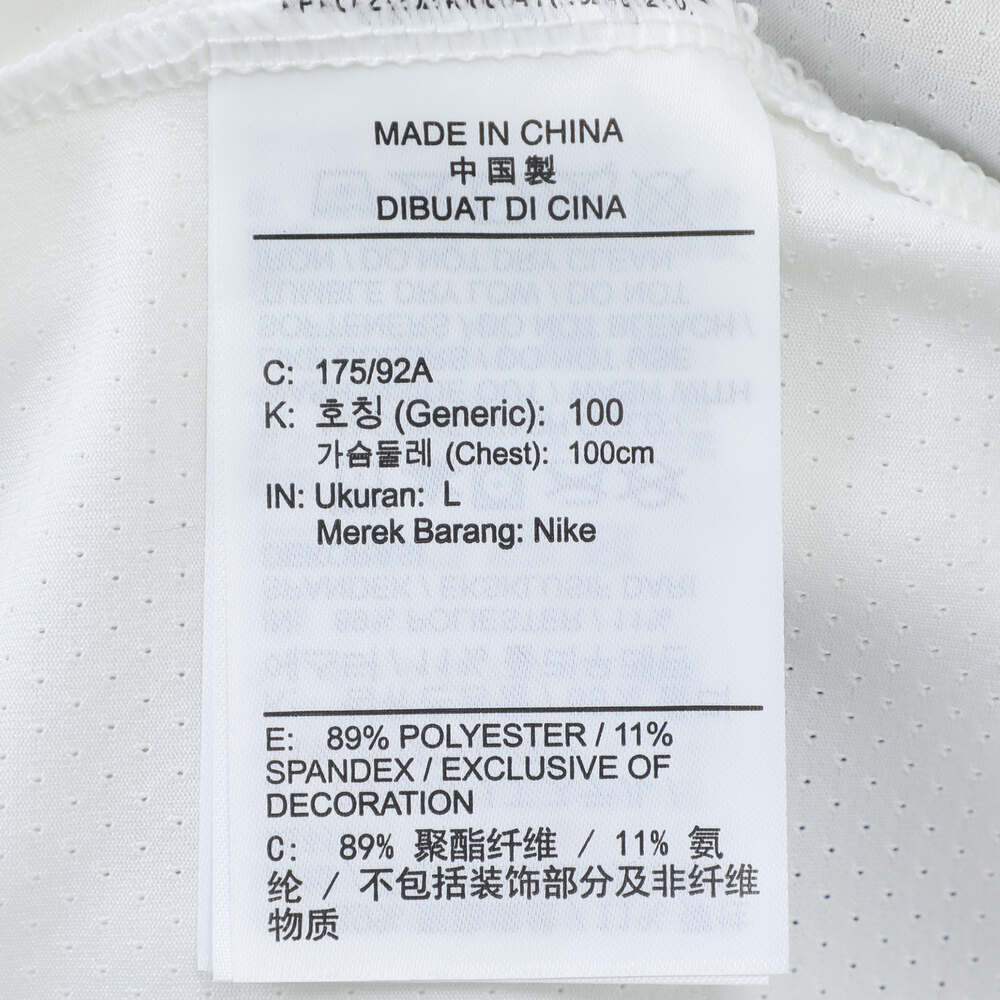 MADE IN CHINA
中国製
DIBUAT DI CINA
C: 175/92A
K: 호칭 (Generic): 100
가슴둘레 (Chest): 100cm
IN: Ukuran: L
Merek Barang: Nike
E: 89% POLYESTER / 11%
SPANDEX / EXCLUSIVE OF
DECORATION
C: 89% 聚酯纤维 / 11% 氨
纶 / 不包括装饰部分及非纤维
物质